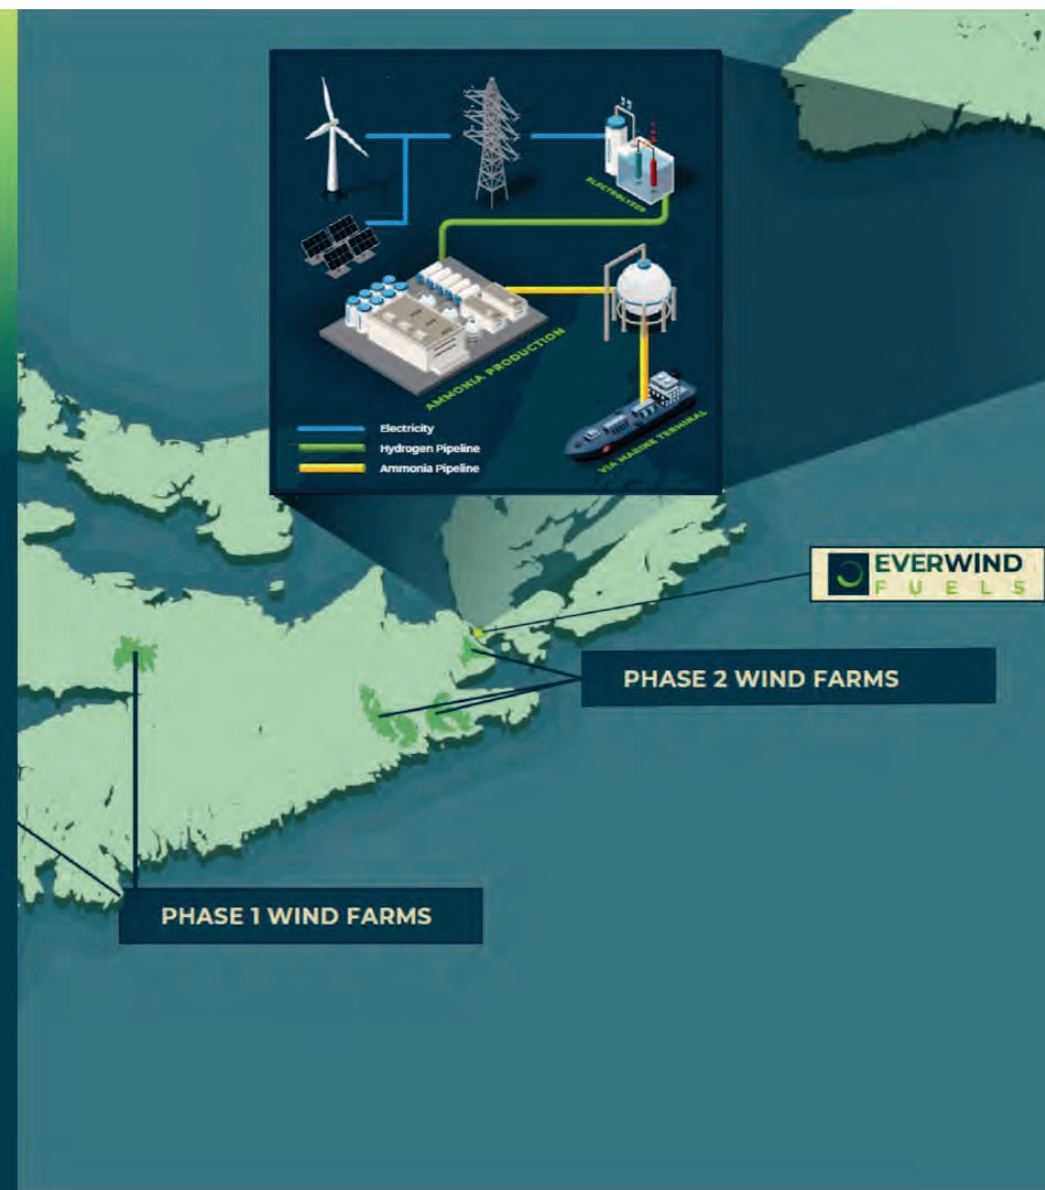 ELECTROLYZER
AMMONIA PRODUCTION
VIA MARINE TERMINAL
Electricity
Hydrogen Pipeline
Ammonia Pipeline
EVERWIND
FUELS
PHASE 2 WIND FARMS
PHASE 1 WIND FARMS